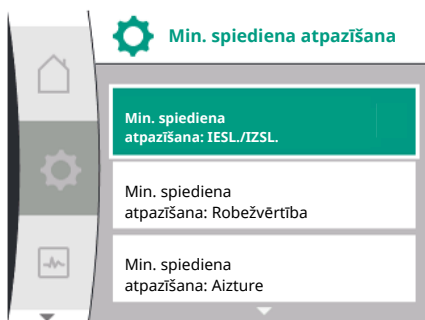 Min. spiediena atpazīšana
Min. spiediena
atpazīšana: IESL./IZSL.
Min. spiediena
atpazīšana: Robežvērtība
Min. spiediena
atpazīšana: Aizture